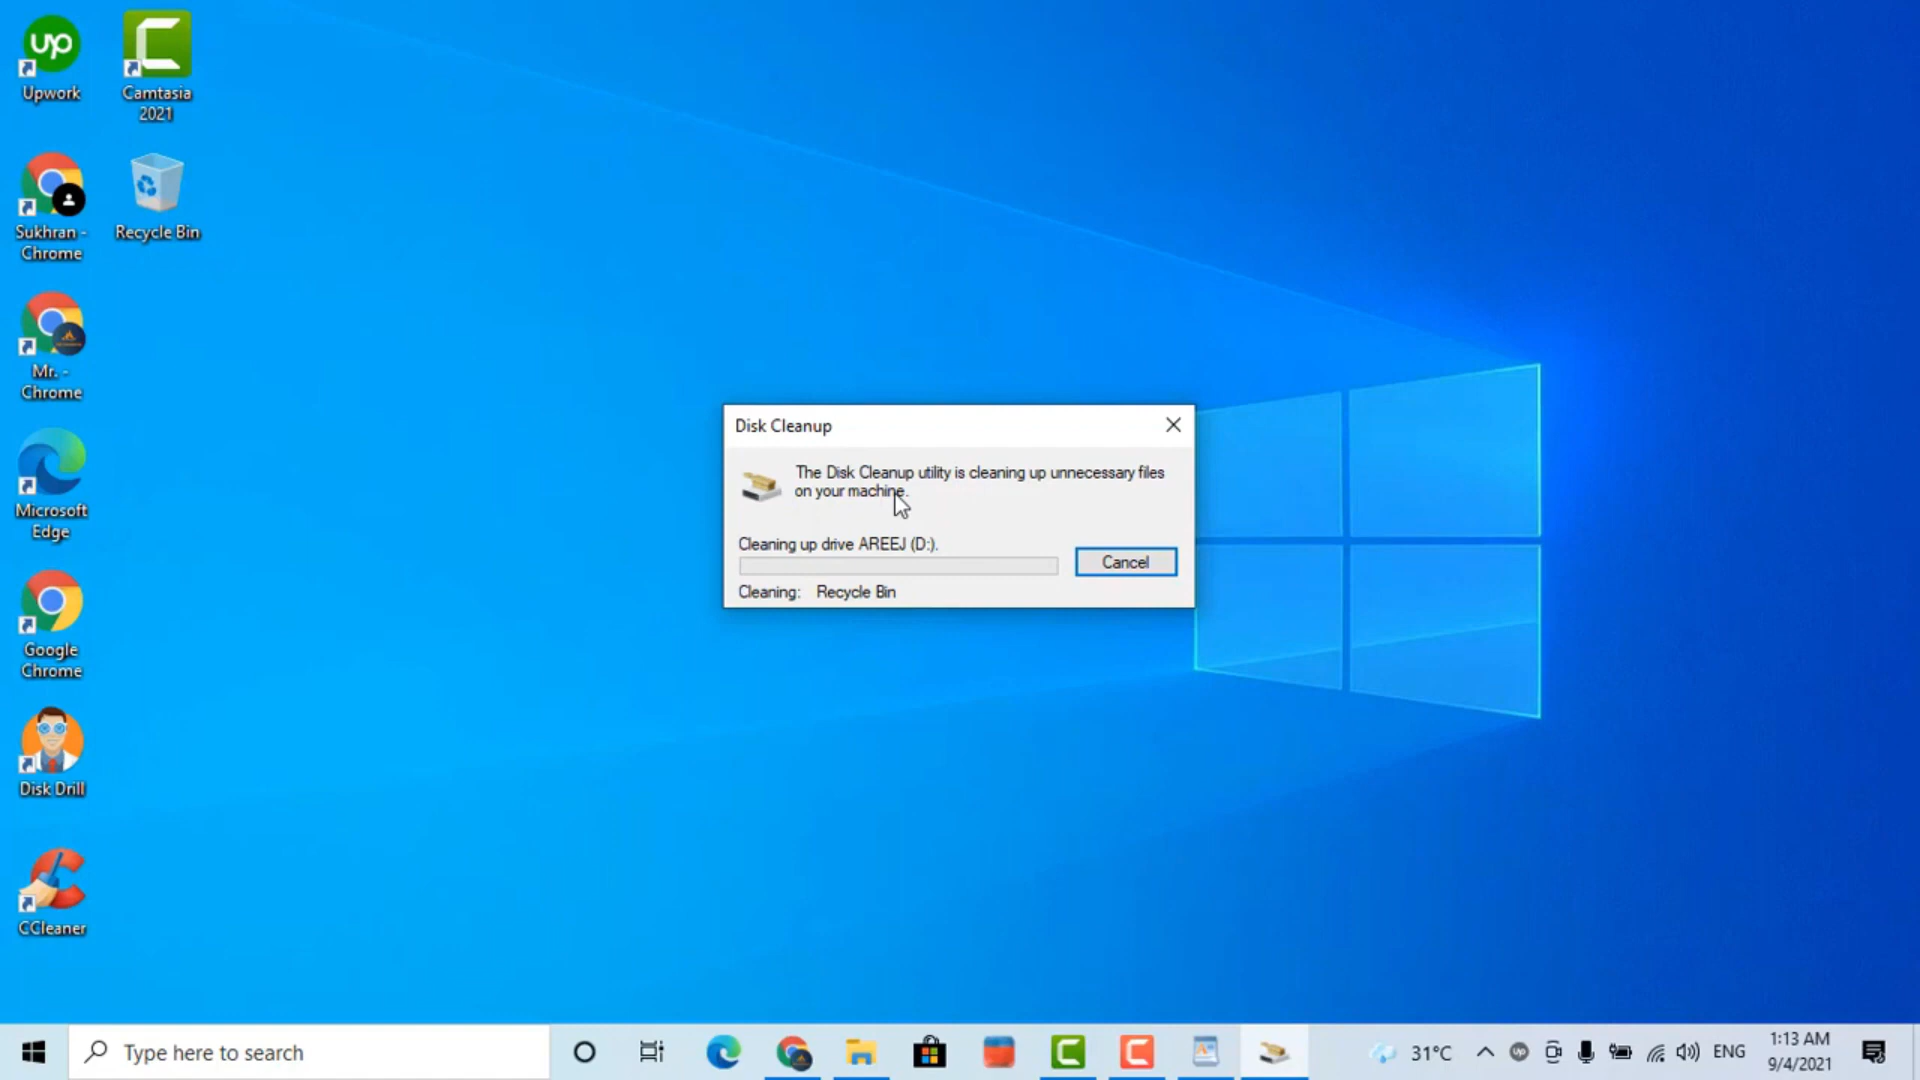 up
Upwork
Camtasia
2021
Sukhran -
Chrome
Recycle Bin
Mr. -
Chrome
Microsoft
Edge
Google
Chrome
Disk Drill
CCleaner
Disk Cleanup
The Disk Cleanup utility is cleaning up unnecessary files
on your machine.
Cleaning up drive AREEJ (D:).
Cancel
Cleaning: Recycle Bin
Type here to search
31°C
up
ENG
1:13 AM
9/4/2021